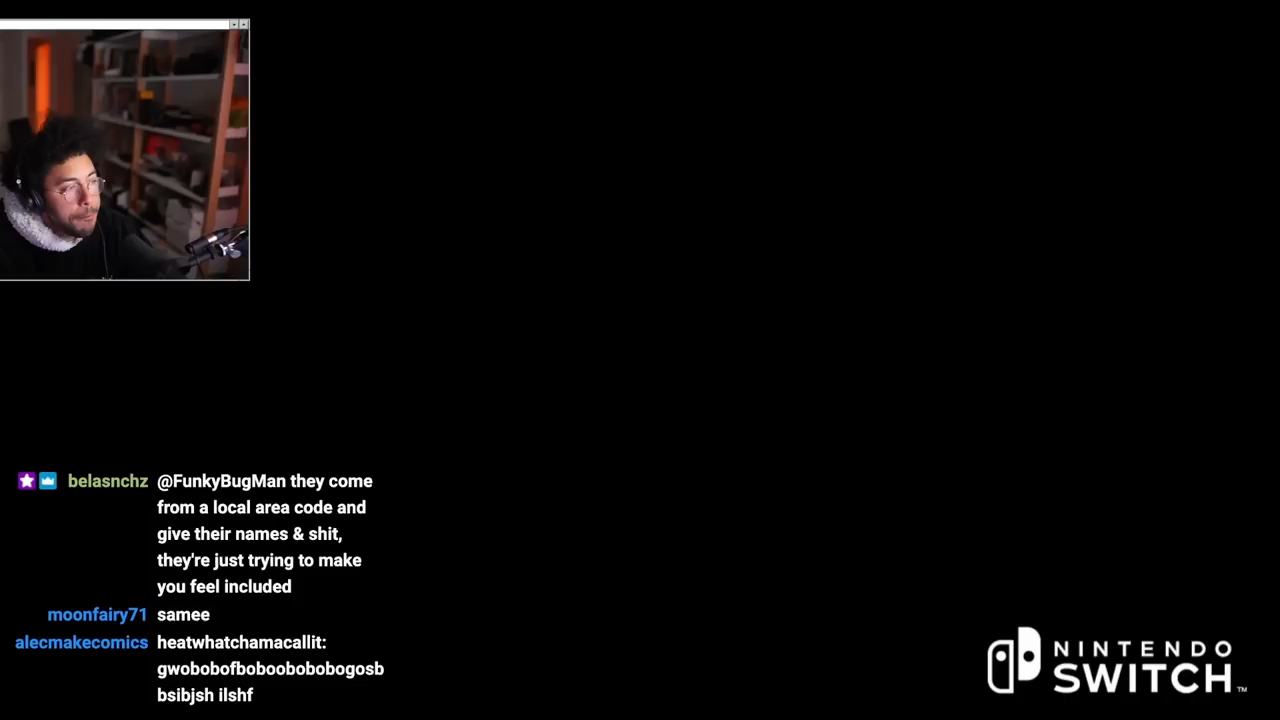 belasnchz @FunkyBugMan they come
from a local area code and
give their names & shit,
they're just trying to make
you feel included
moonfairy71 samee
alecmakecomics heatwhatchamacallit:
gwobobofboboobobobogosb
bsibjsh ilshf
NINTENDO
SWITCH™